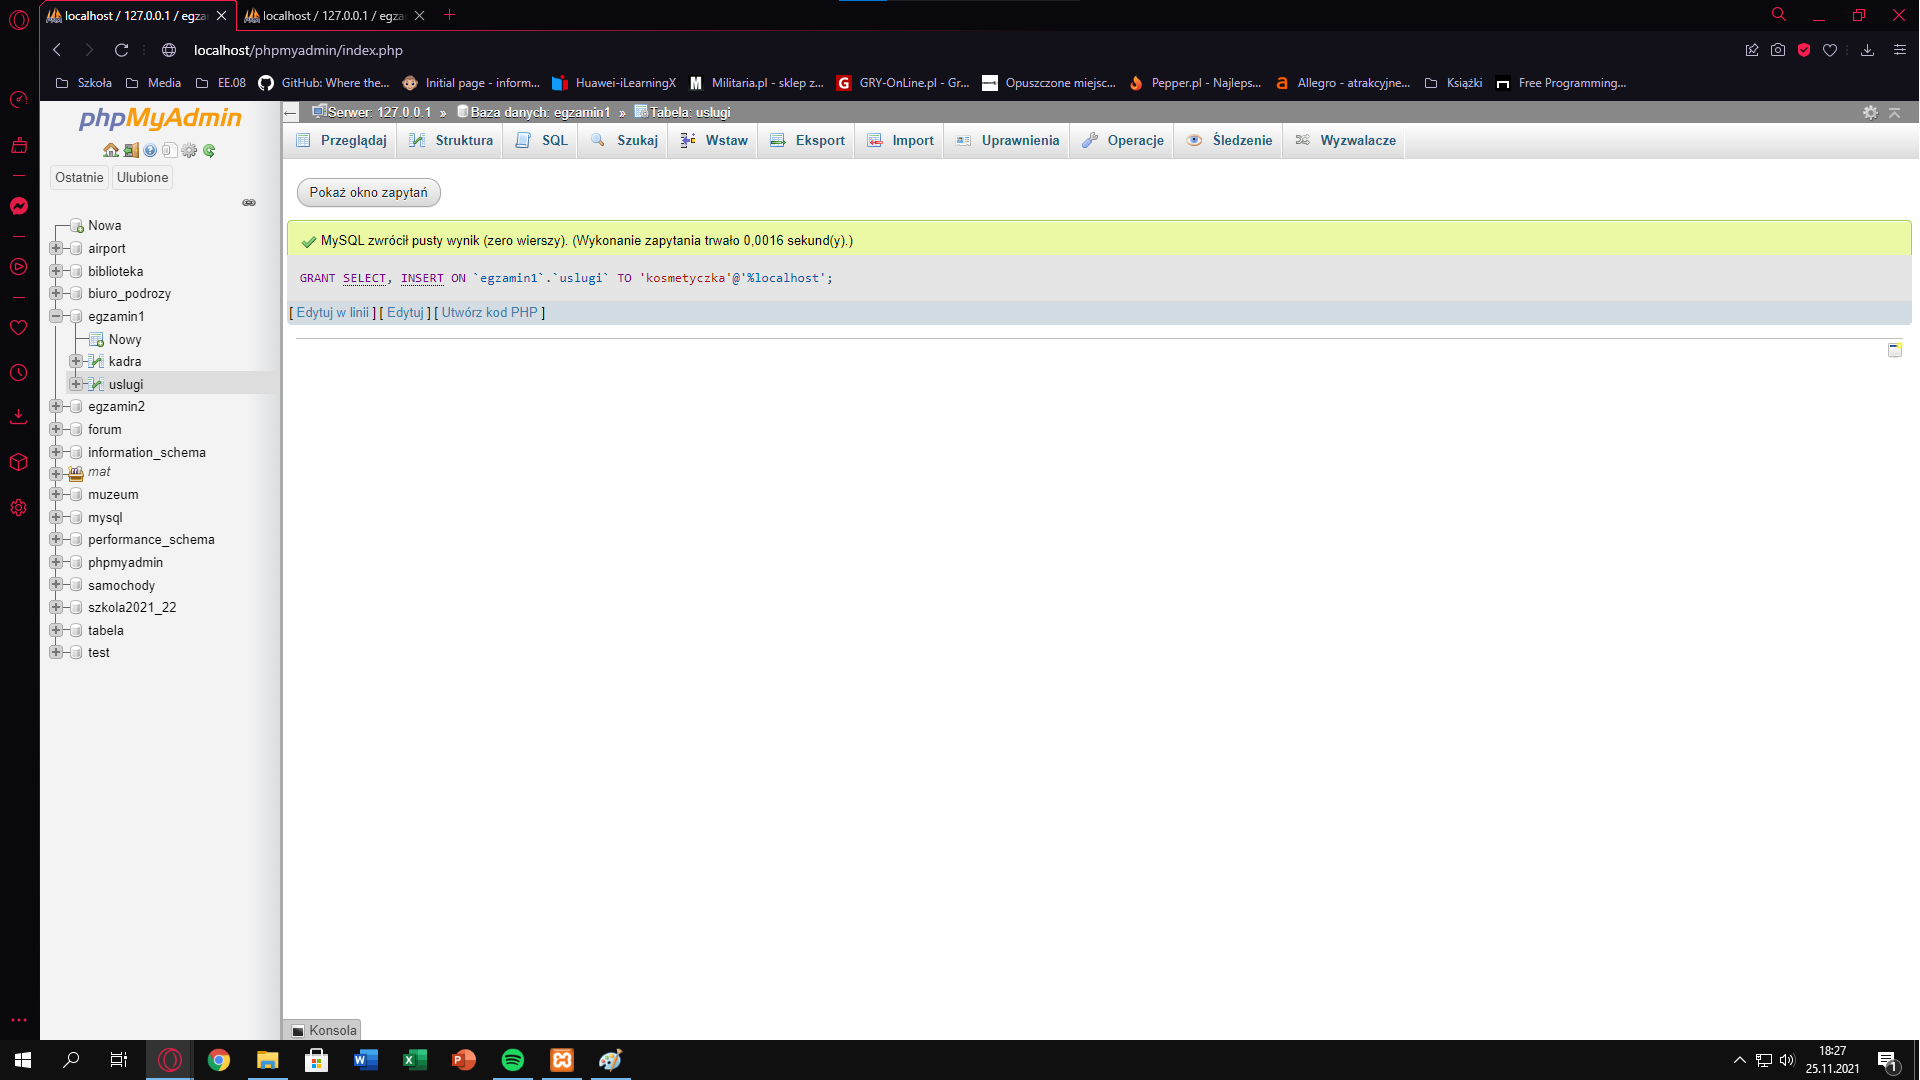 localhost / 127.0.0.1 / egza
localhost / 127.0.0.1 / egza
localhost/phpmyadmin/index.php
Szkoła
Media
EE.08
GitHub: Where the...
Initial page - inform...
Huawei-iLearningX
Militaria.pl - sklep z...
GRY-OnLine.pl - Gr...
Opuszczone miejsc...
Pepper.pl - Najleps...
Allegro - atrakcyjne...
Książki
Free Programming...
phpMyAdmin
Ostatnie
Ulubione
Nowa
airport
biblioteka
biuro_podrozy
egzamin1
Nowy
kadra
uslugi
egzamin2
forum
information_schema
mat
muzeum
mysql
performance_schema
phpmyadmin
samochody
szkola2021_22
tabela
test
Serwer: 127.0.0.1 » Baza danych: egzamin1 » Tabela: uslugi
Przeglądaj
Struktura
SQL
Szukaj
Wstaw
Eksport
Import
Uprawnienia
Operacje
Śledzenie
Wyzwalacze
Pokaż okno zapytań
MySQL zwrócił pusty wynik (zero wierszy). (Wykonanie zapytania trwało 0,0016 sekund(y).)
GRANT SELECT, INSERT ON `egzamin1`.`uslugi` TO 'kosmetyczka'@'%localhost';
[ Edytuj w linii ] [ Edytuj ] [ Utwórz kod PHP ]
Konsola
18:27
25.11.2021
1